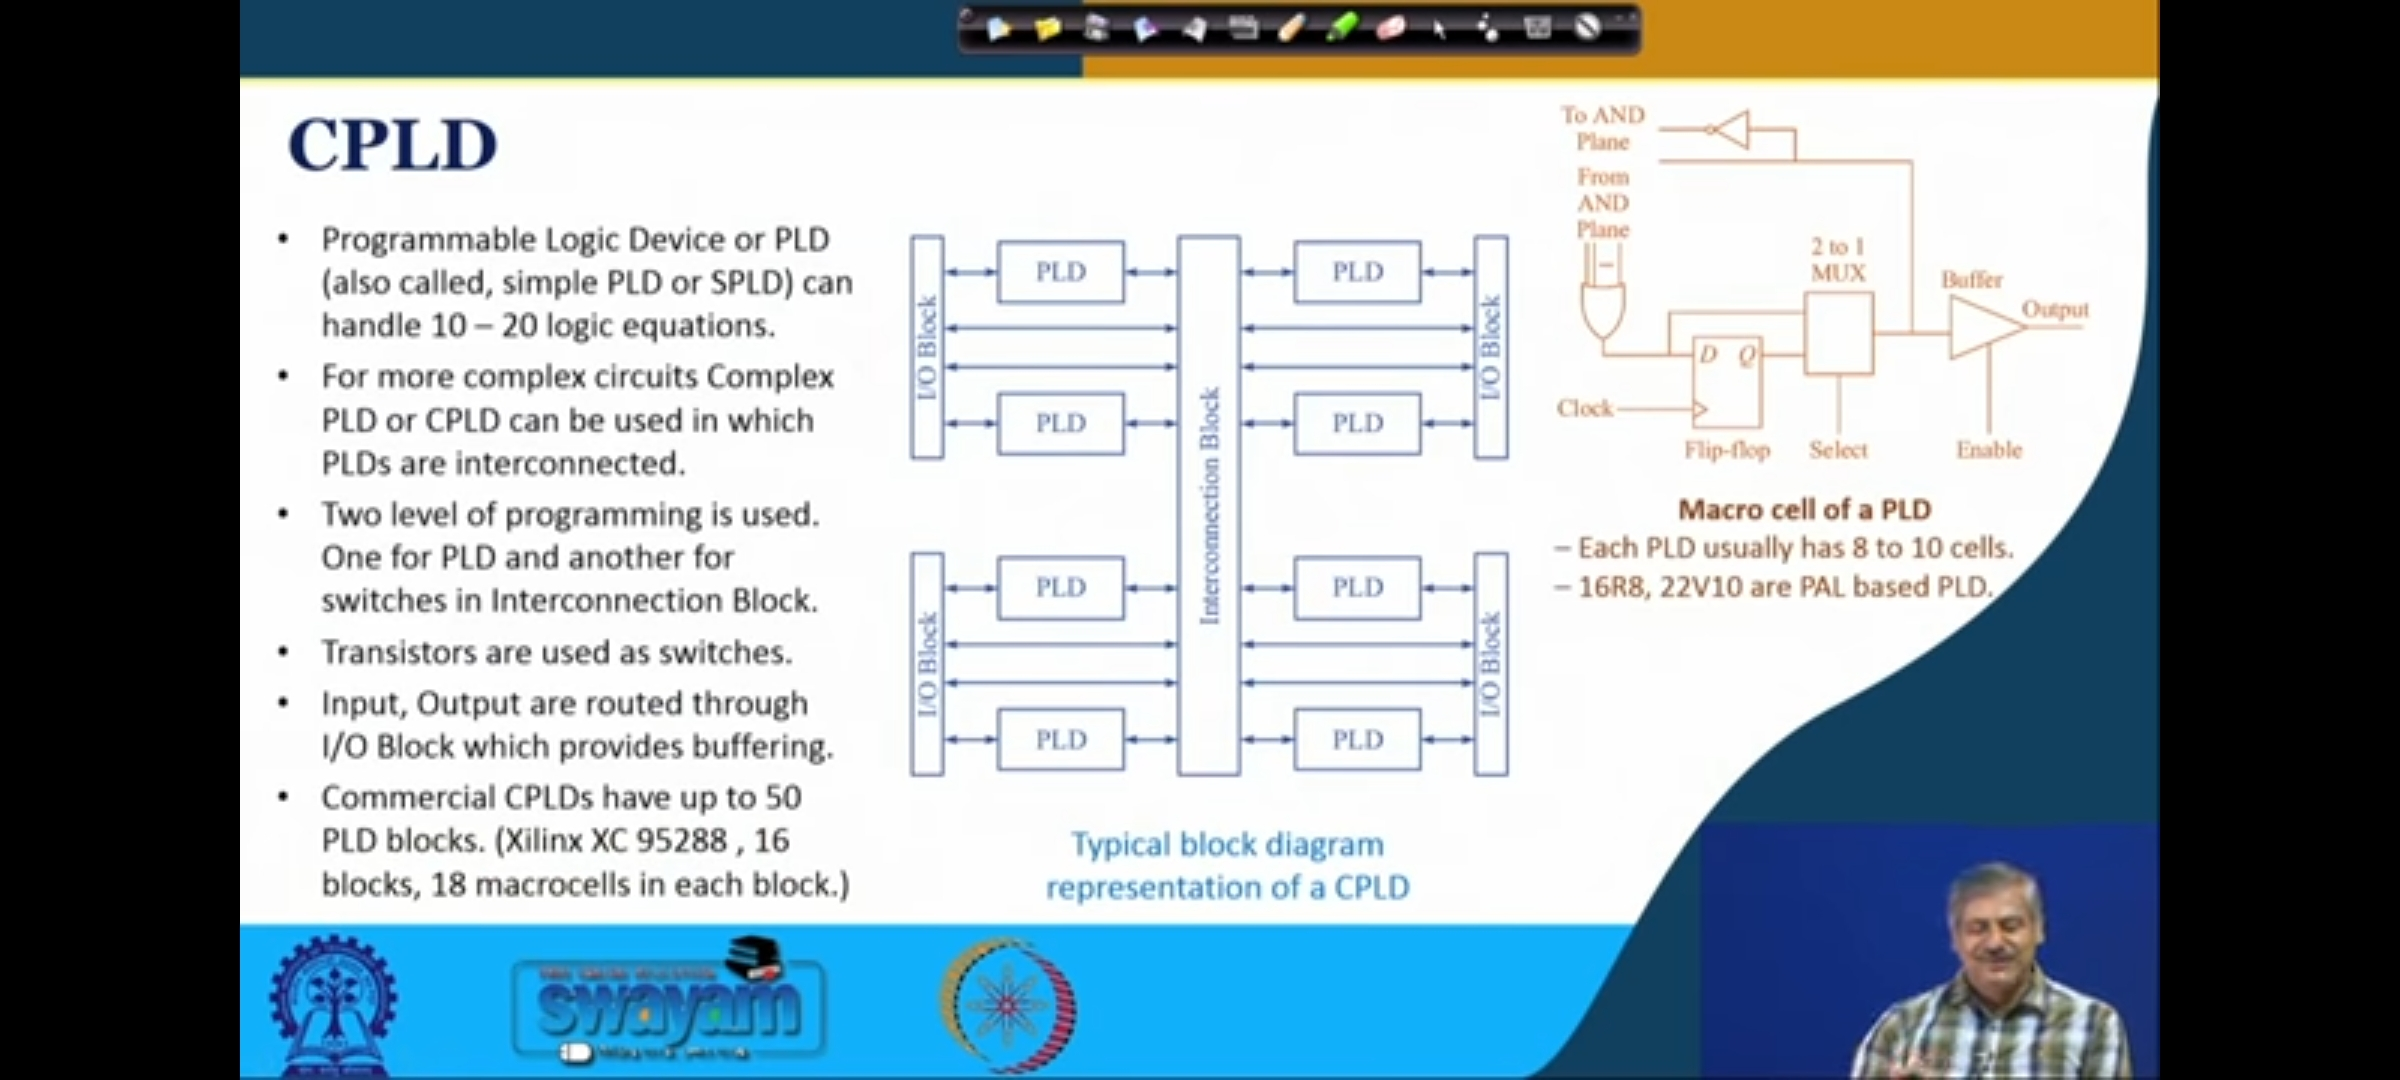 CPLD
• Programmable Logic Device or PLD
(also called, simple PLD or SPLD) can
handle 10 – 20 logic equations.
• For more complex circuits Complex
PLD or CPLD can be used in which
PLDs are interconnected.
• Two level of programming is used.
One for PLD and another for
switches in Interconnection Block.
• Transistors are used as switches.
• Input, Output are routed through
I/O Block which provides buffering.
• Commercial CPLDs have up to 50
PLD blocks. (Xilinx XC 95288 , 16
blocks, 18 macrocells in each block.)
I/O Block
PLD
PLD
I/O Block
PLD
PLD
Interconnection Block
I/O Block
PLD
PLD
I/O Block
PLD
PLD
Typical block diagram
representation of a CPLD
To AND
Plane
From
AND
Plane
2 to 1
MUX
Buffer
Output
D Q
Clock
Flip-flop
Select
Enable
Macro cell of a PLD
– Each PLD usually has 8 to 10 cells.
– 16R8, 22V10 are PAL based PLD.
swayam